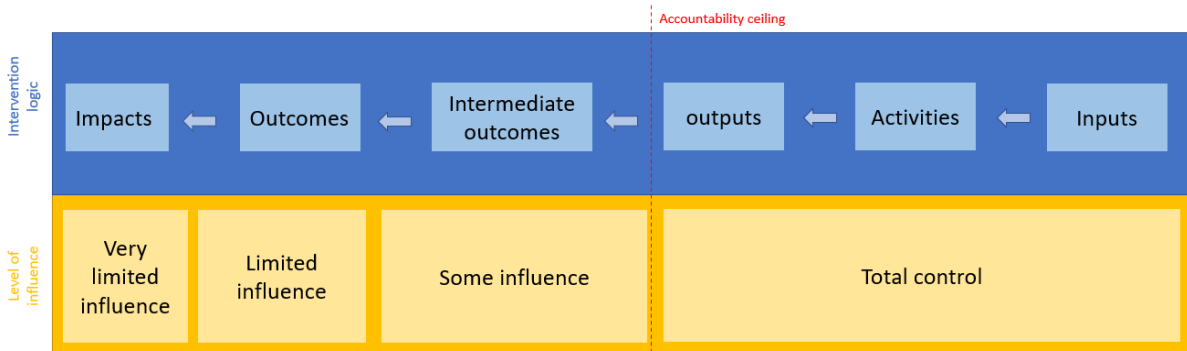 Accountability ceiling
Intervention
logic
Impacts
Outcomes
Intermediate
outcomes
outputs
Activities
Inputs
Level of
influence
Very
limited
influence
Limited
influence
Some influence
Total control